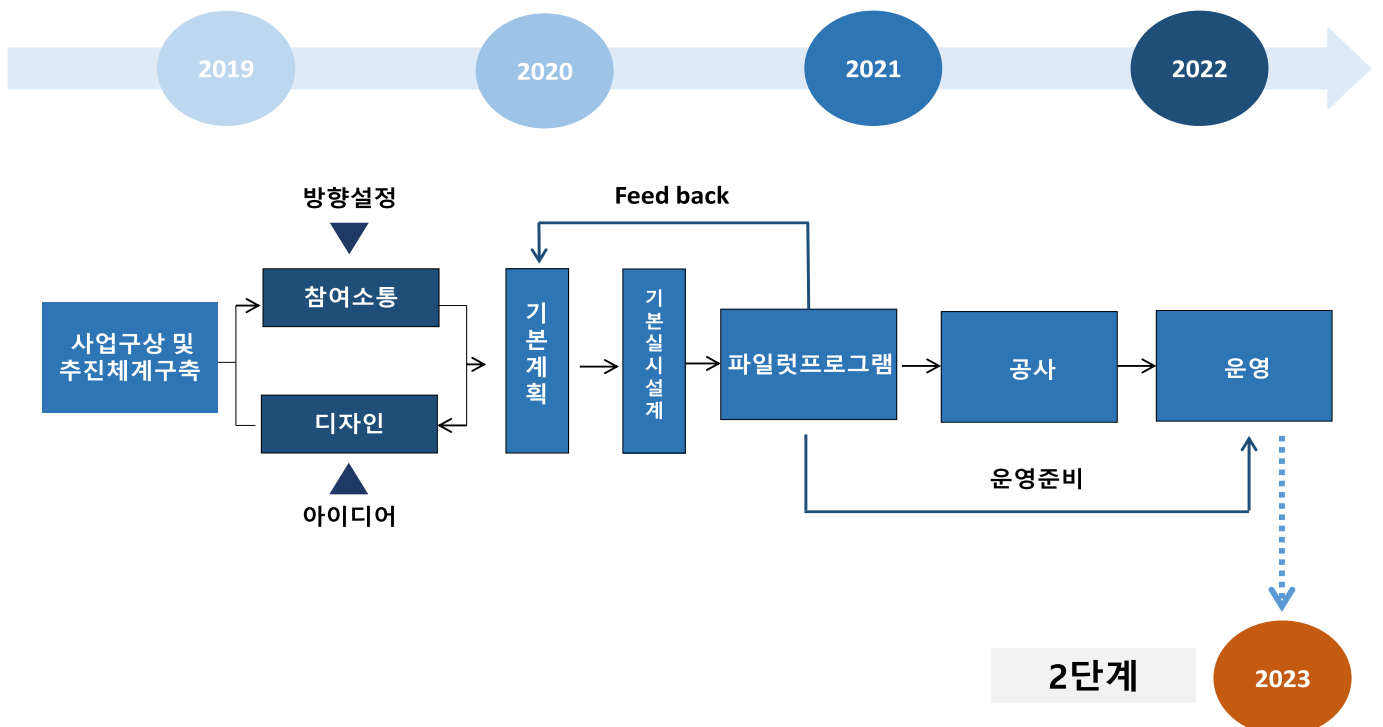 2019
2020
2021
2022
방향설정
Feed back
사업구상 및
추진체계구축
참여소통
디자인
아이디어
기본계획
기본실시설계
파일럿프로그램
공사
운영
운영준비
2단계
2023